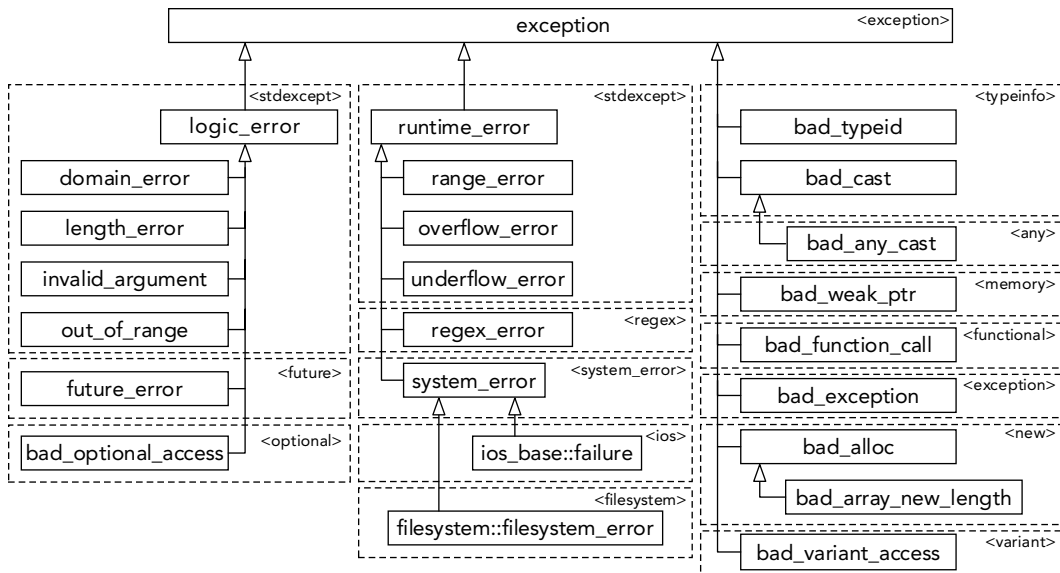 exception
<exception>
<stdexcept>
logic_error
domain_error
length_error
invalid_argument
out_of_range
<future>
future_error
<optional>
bad_optional_access
<stdexcept>
runtime_error
range_error
overflow_error
underflow_error
<regex>
regex_error
<system_error>
system_error
<ios>
ios_base::failure
<filesystem>
filesystem::filesystem_error
<typeinfo>
bad_typeid
bad_cast
<any>
bad_any_cast
<memory>
bad_weak_ptr
<functional>
bad_function_call
<exception>
bad_exception
<new>
bad_alloc
bad_array_new_length
<variant>
bad_variant_access